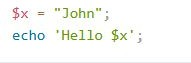 $x = "John";
echo 'Hello $x';